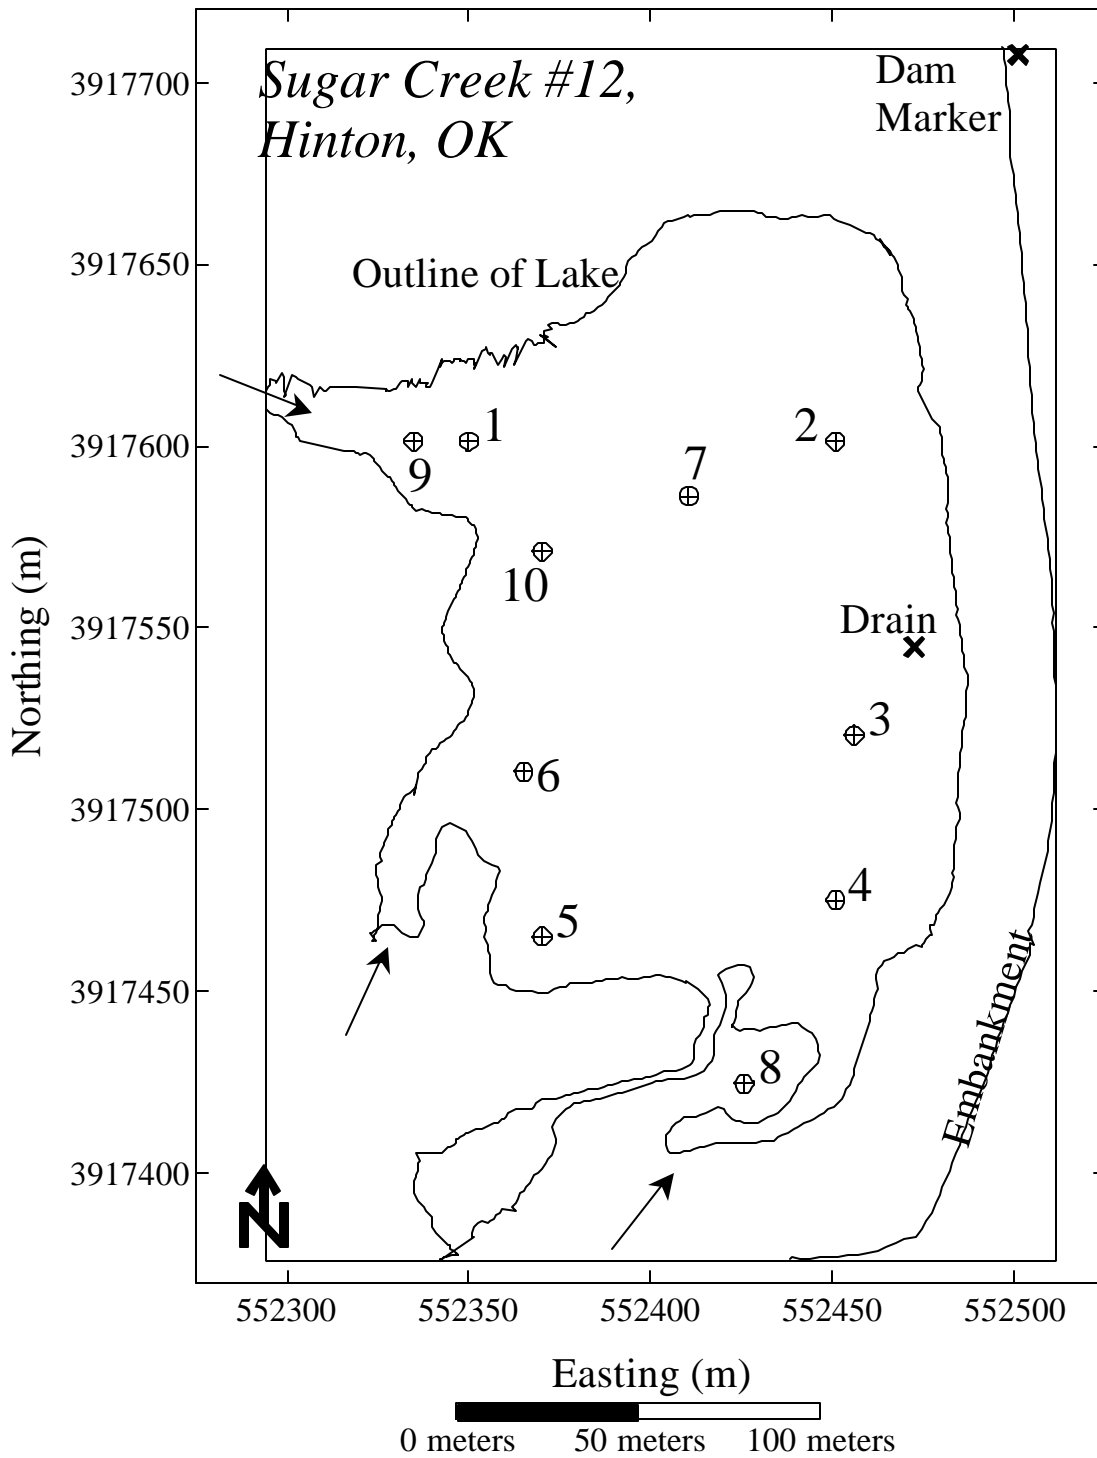 Sugar Creek #12,
Hinton, OK
Dam
Marker
3917700
3917650
Outline of Lake
3917600
1
2
9
7
10
3917550
Drain
3
6
3917500
4
5
3917450
8
Embankment
3917400
N
Northing (m)
552300
552350
552400
552450
552500
Easting (m)
0 meters
50 meters
100 meters